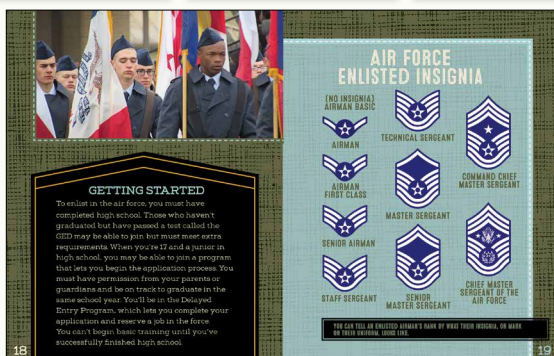 GETTING STARTED
To enlist in the air force, you must have
completed high school. Those who haven't
graduated but have passed a test called the
GED may be able to join but must meet extra
requirements. When you're 17 and a junior in
high school, you may be able to join a program
that lets you begin the application process. You
must have permission from your parents or
guardians and be on track to graduate in the
same school year. You'll be in the Delayed
Entry Program, which lets you complete your
application and reserve a job in the force.
You can't begin basic training until you've
successfully finished high school.
18
AIR FORCE
ENLISTED INSIGNIA
(NO INSIGNIA)
AIRMAN BASIC
AIRMAN
AIRMAN
FIRST CLASS
SENIOR AIRMAN
STAFF SERGEANT
TECHNICAL SERGEANT
MASTER SERGEANT
SENIOR
MASTER SERGEANT
COMMAND CHIEF
MASTER SERGEANT
CHIEF MASTER
SERGEANT OF THE
AIR FORCE
YOU CAN TELL AN ENLISTED AIRMAN'S RANK BY WHAT THEIR INSIGNIA, OR MARK
ON THEIR UNIFORM, LOOKS LIKE.
19